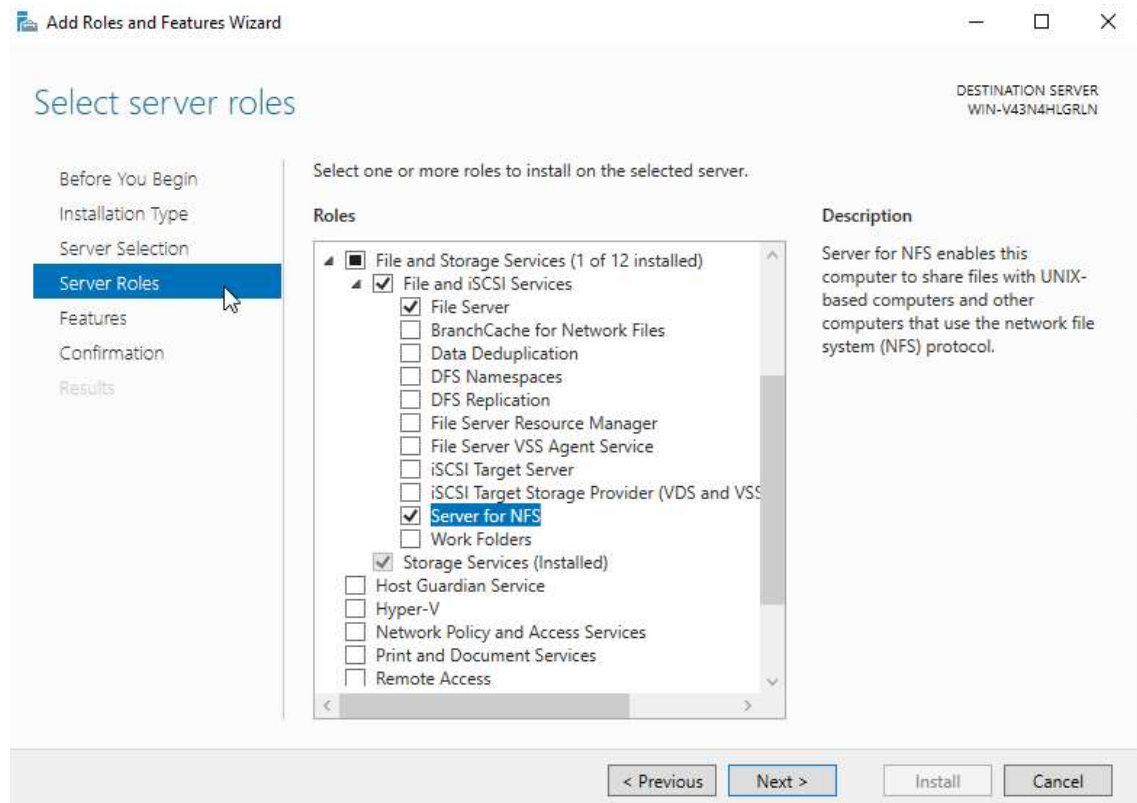 Add Roles and Features Wizard
Select server roles
DESTINATION SERVER
WIN-V43N4HLGRLN
Before You Begin
Installation Type
Server Selection
Server Roles
Features
Confirmation
Results
Select one or more roles to install on the selected server.
Roles
File and Storage Services (1 of 12 installed)
File and iSCSI Services
File Server
BranchCache for Network Files
Data Deduplication
DFS Namespaces
DFS Replication
File Server Resource Manager
File Server VSS Agent Service
iSCSI Target Server
iSCSI Target Storage Provider (VDS and VSS
Server for NFS
Work Folders
Storage Services (Installed)
Host Guardian Service
Hyper-V
Network Policy and Access Services
Print and Document Services
Remote Access
Description
Server for NFS enables this
computer to share files with UNIX-
based computers and other
computers that use the network file
system (NFS) protocol.
< Previous
Next >
Install
Cancel